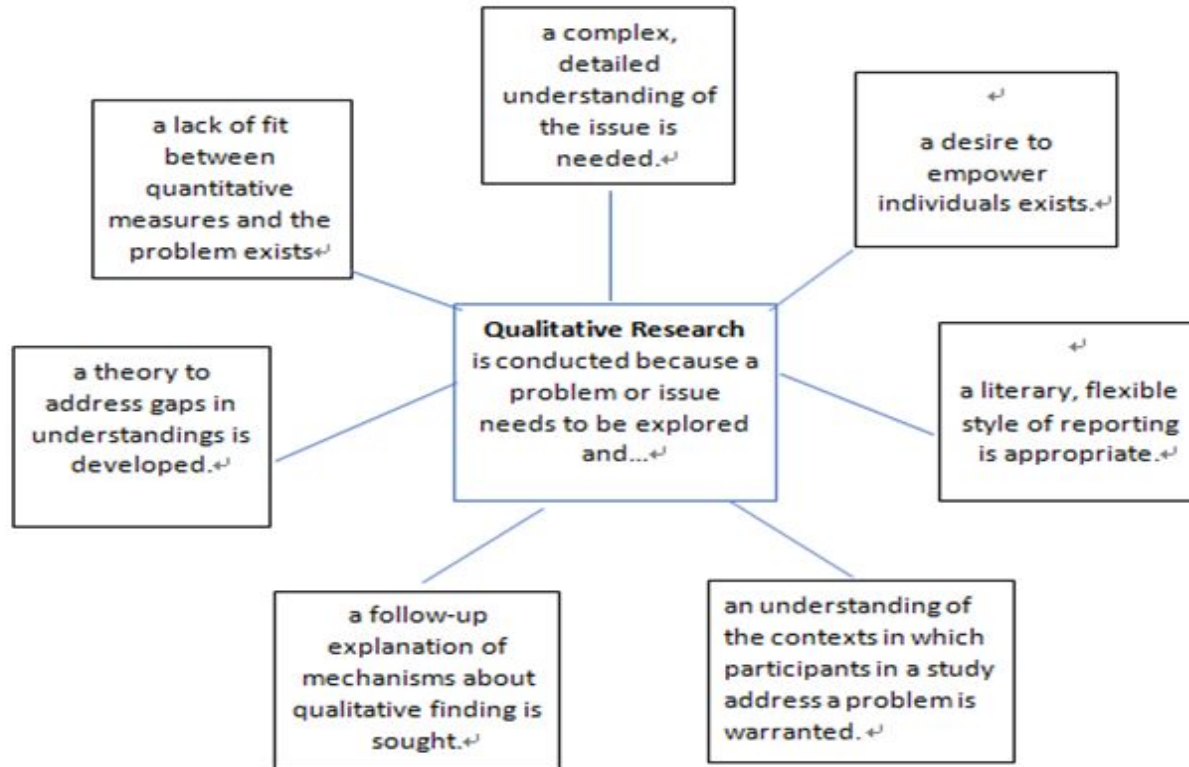 a complex,
detailed
understanding of
the issue is
needed.↵
a lack of fit
between
quantitative
measures and the
problem exists↵
↵
a desire to
empower
individuals exists.↵
Qualitative Research
is conducted because a
problem or issue
needs to be explored
and...↵
a theory to
address gaps in
understandings is
developed.↵
↵
a literary, flexible
style of reporting
is appropriate.↵
a follow-up
explanation of
mechanisms about
qualitative finding is
sought.↵
an understanding of
the contexts in which
participants in a study
address a problem is
warranted. ↵